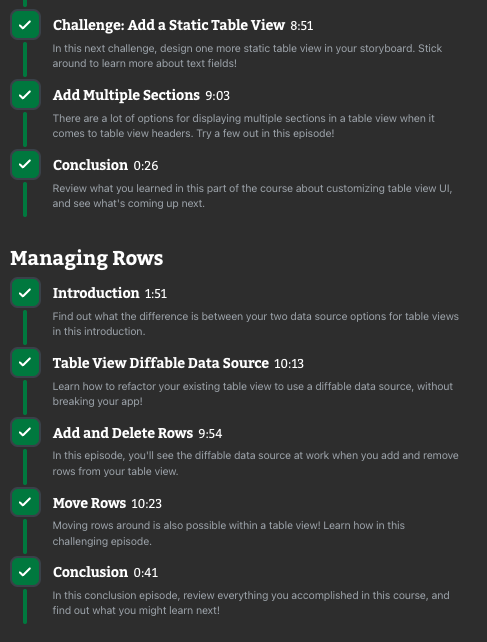 Challenge: Add a Static Table View 8:51
In this next challenge, design one more static table view in your storyboard. Stick
around to learn more about text fields!
Add Multiple Sections 9:03
There are a lot of options for displaying multiple sections in a table view when it
comes to table view headers. Try a few out in this episode!
Conclusion 0:26
Review what you learned in this part of the course about customizing table view UI,
and see what's coming up next.
Managing Rows
Introduction 1:51
Find out what the difference is between your two data source options for table views
in this introduction.
Table View Diffable Data Source 10:13
Learn how to refactor your existing table view to use a diffable data source, without
breaking your app!
Add and Delete Rows 9:54
In this episode, you'll see the diffable data source at work when you add and remove
rows from your table view.
Move Rows 10:23
Moving rows around is also possible within a table view! Learn how in this
challenging episode.
Conclusion 0:41
In this conclusion episode, review everything you accomplished in this course, and
find out what you might learn next!